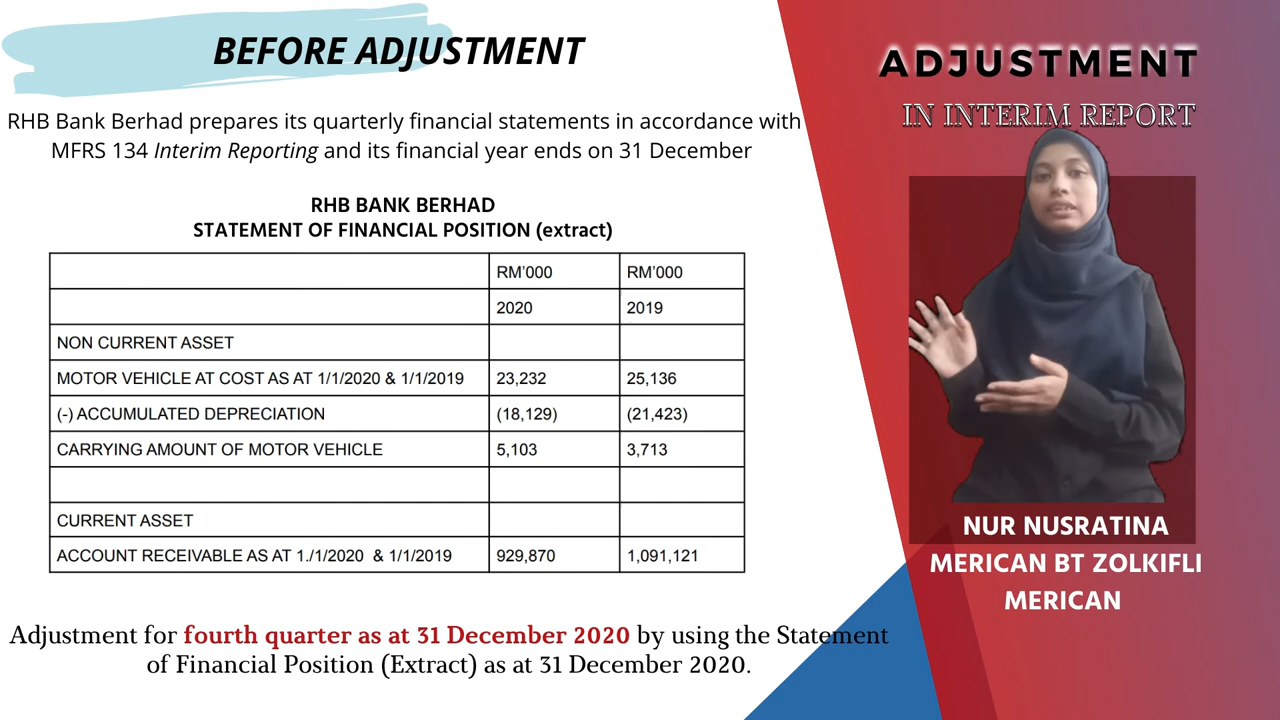 BEFORE ADJUSTMENT
RHB Bank Berhad prepares its quarterly financial statements in accordance with
MFRS 134 Interim Reporting and its financial year ends on 31 December
RHB BANK BERHAD
STATEMENT OF FINANCIAL POSITION (extract)
RM'000 RM'000
2020 2019
NON CURRENT ASSET
MOTOR VEHICLE AT COST AS AT 1/1/2020 & 1/1/2019 23,232 25,136
(-) ACCUMULATED DEPRECIATION (18,129) (21,423)
CARRYING AMOUNT OF MOTOR VEHICLE 5,103 3,713
CURRENT ASSET
ACCOUNT RECEIVABLE AS AT 1./1/2020 & 1/1/2019 929,870 1,091,121
Adjustment for fourth quarter as at 31 December 2020 by using the Statement
of Financial Position (Extract) as at 31 December 2020.
ADJUSTMENT
IN INTERIM REPORT
NUR NUSRATINA
MERICAN BT ZOLKIFLI
MERICAN